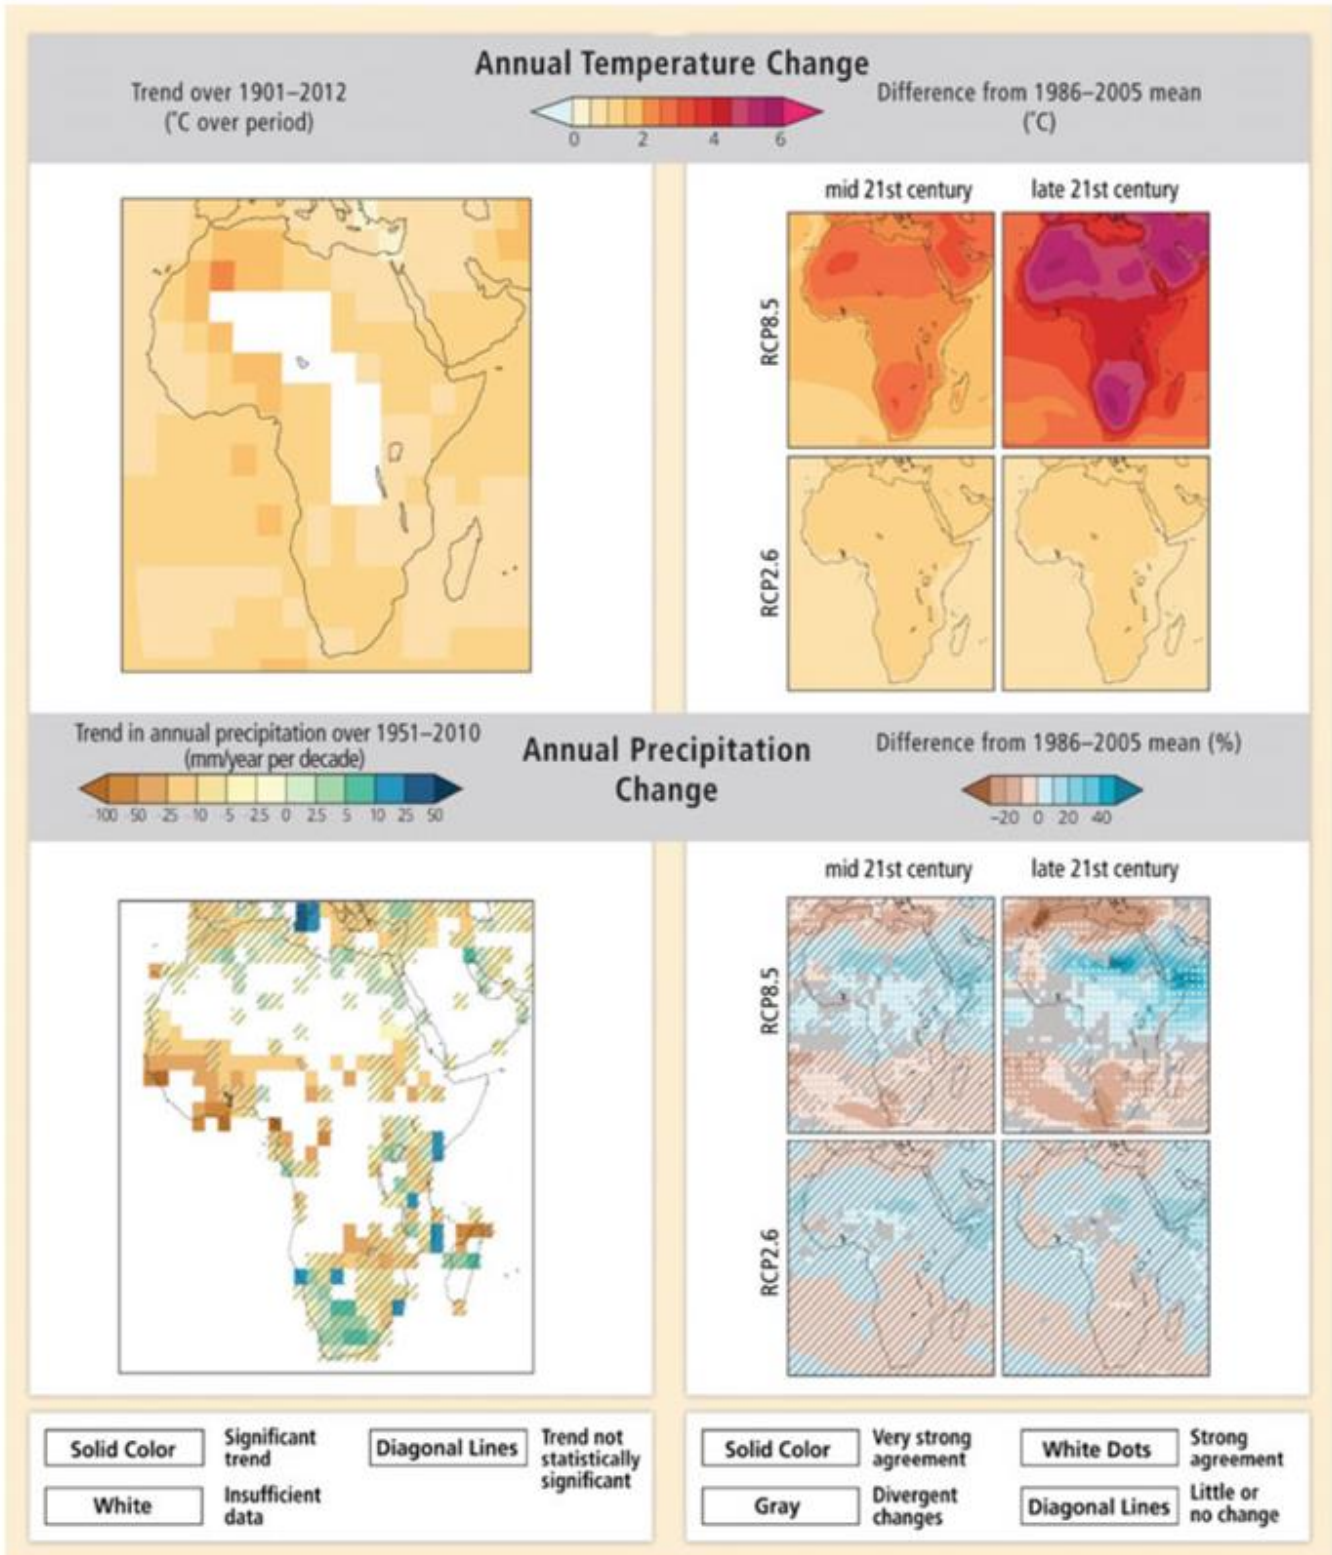 Annual Temperature Change
Trend over 1901–2012
(˚C over period)
0 2 4 6
Difference from 1986–2005 mean
(˚C)
mid 21st century
late 21st century
RCP8.5
RCP2.6
Trend in annual precipitation over 1951–2010
(mm/year per decade)
-100 -50 -25 -10 -5 -2.5 0 2.5 5 10 25 50
Annual Precipitation
Change
Difference from 1986–2005 mean (%)
−20 0 20 40
mid 21st century
late 21st century
RCP8.5
RCP2.6
Solid Color
Significant
trend
Diagonal Lines
Trend not
statistically
significant
White
Insufficient
data
Solid Color
Very strong
agreement
White Dots
Strong
agreement
Gray
Divergent
changes
Diagonal Lines
Little or
no change